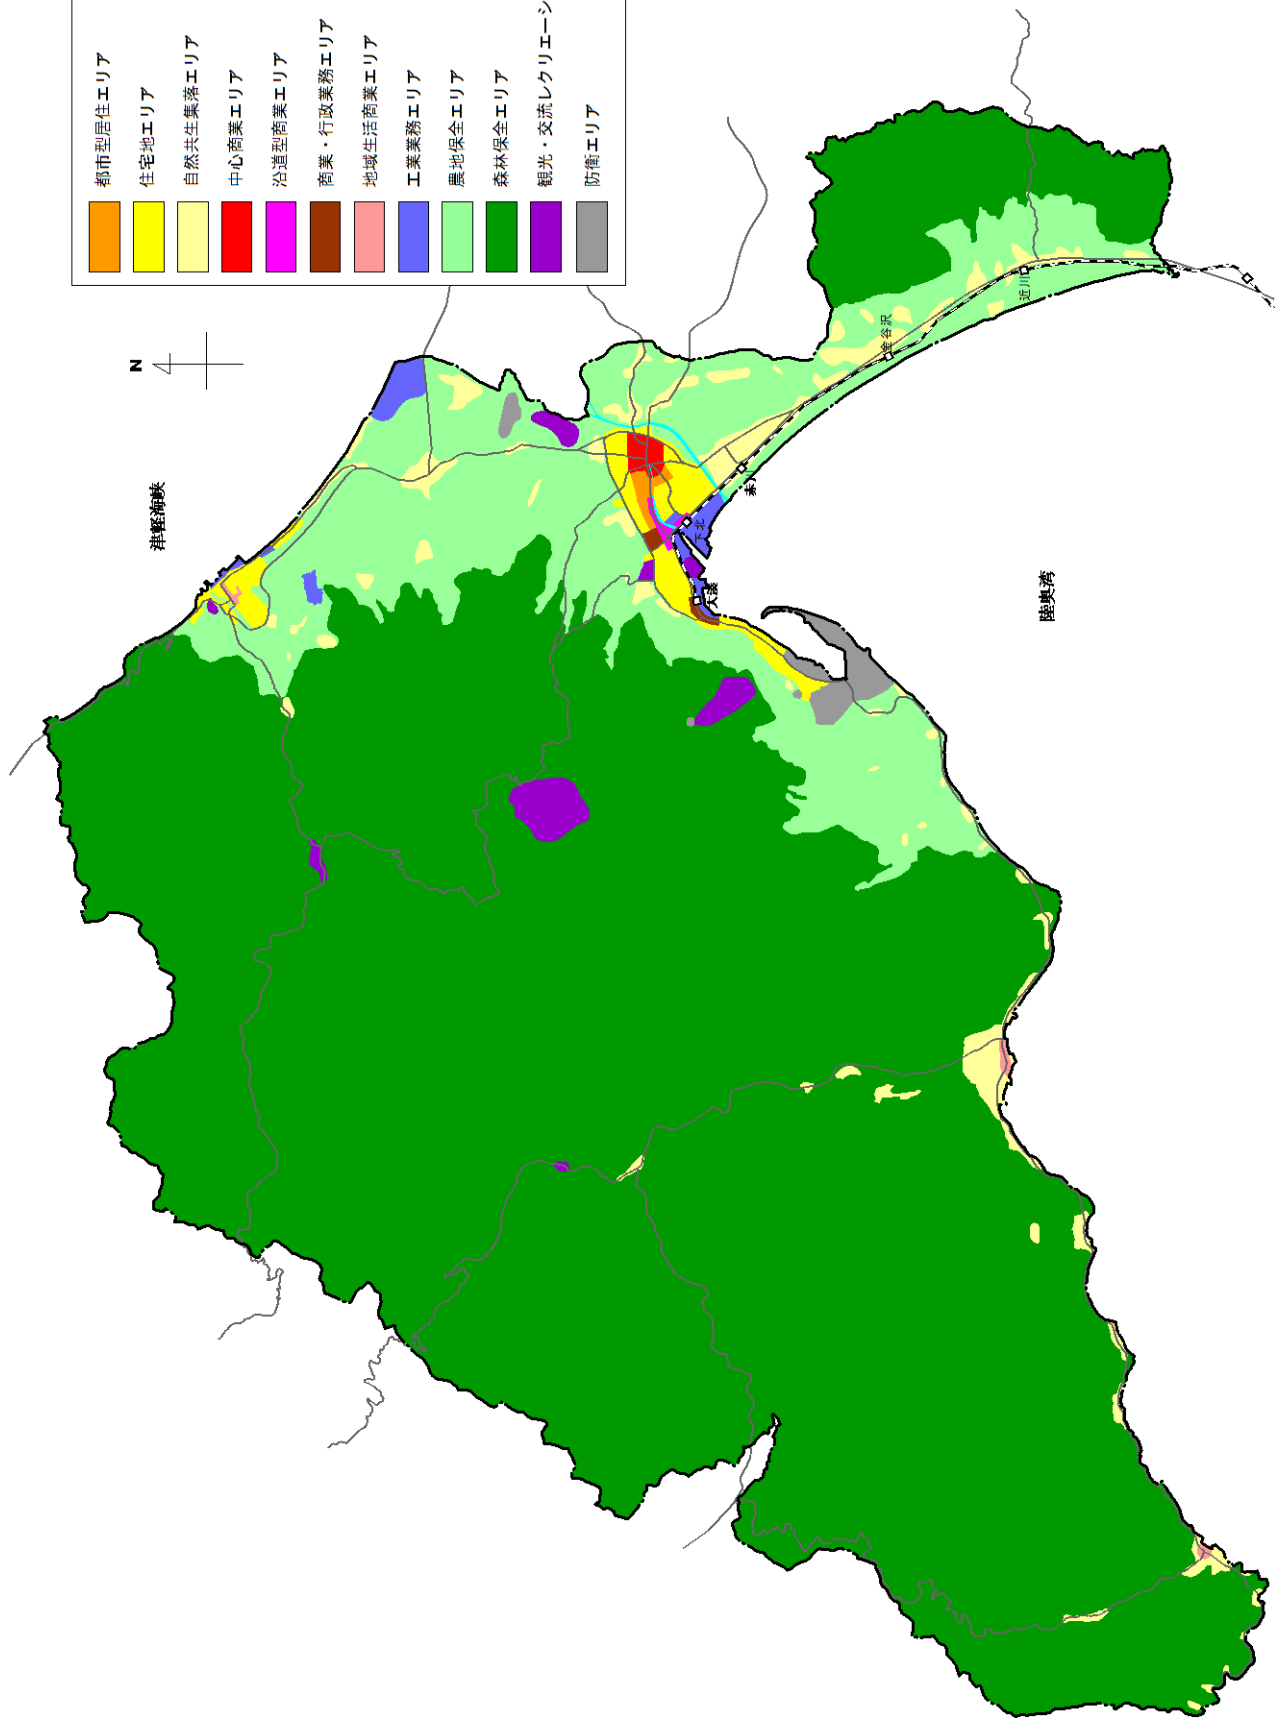 都市型居住エリア
住宅地エリア
自然共生集落エリア
中心商業エリア
沿道型商業エリア
商業・行政業務エリア
地域生活商業エリア
工業業務エリア
農地保全エリア
森林保全エリア
観光・交流レクリエーシ
防衛エリア
N
津軽海峡
陸奥湾
大湊
下北
赤川
金谷沢
近川